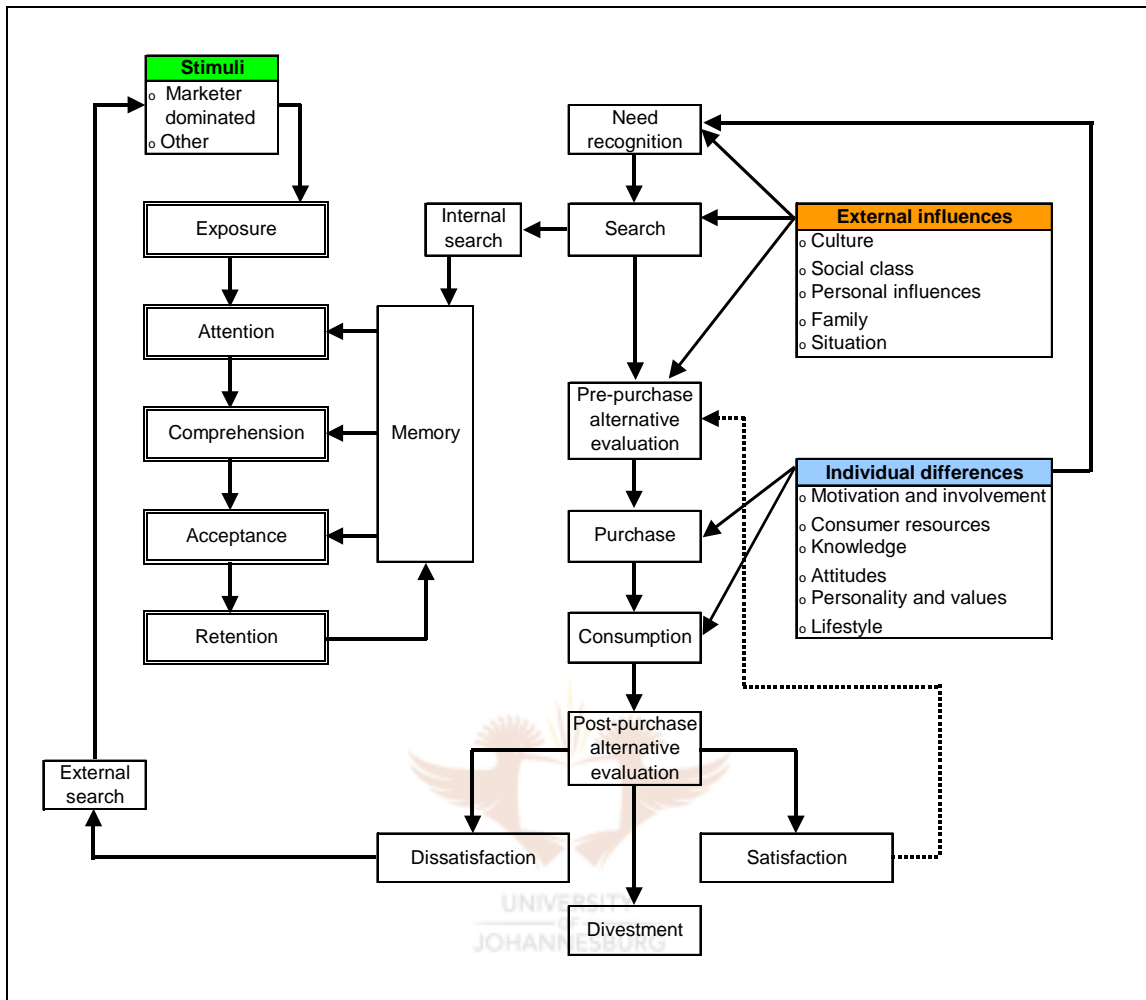 Stimuli
o Marketer
dominated
o Other
Exposure
Attention
Comprehension
Acceptance
Retention
Internal
search
Memory
External
search
Need
recognition
Search
Pre-purchase
alternative
evaluation
Purchase
Consumption
Post-purchase
alternative
evaluation
Dissatisfaction
Satisfaction
Divestment
External influences
o Culture
o Social class
o Personal influences
o Family
o Situation
Individual differences
o Motivation and involvement
o Consumer resources
o Knowledge
o Attitudes
o Personality and values
o Lifestyle
UNIVERSITY
OF
JOHANNESBURG